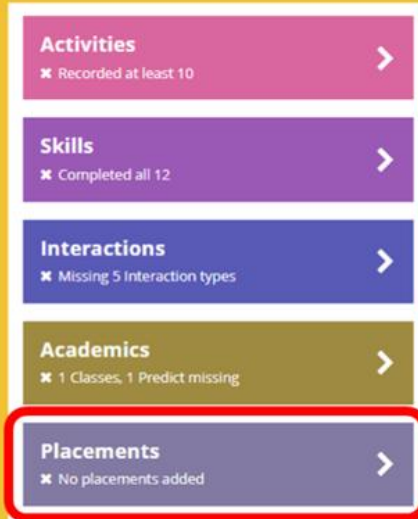 Activities
✖ Recorded at least 10
Skills
✖ Completed all 12
Interactions
✖ Missing 5 Interaction types
Academics
✖ 1 Classes, 1 Predict missing
Placements
✖ No placements added